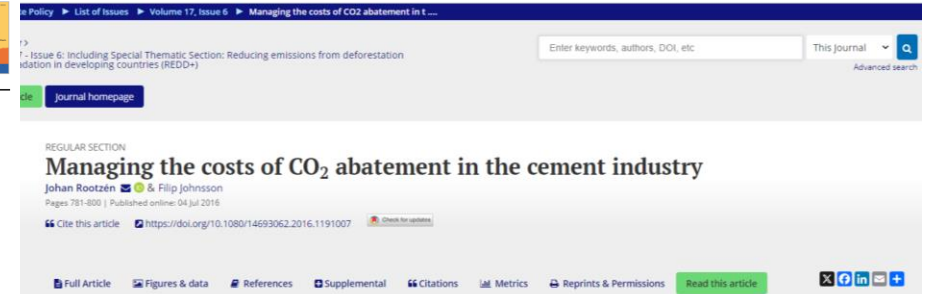 e Policy ▶ List of Issues ▶ Volume 17, Issue 6 ▶ Managing the costs of CO2 abatement in t ....
- Issue 6: Including Special Thematic Section: Reducing emissions from deforestation
adation in developing countries (REDD+)
Enter keywords, authors, DOI, etc
This Journal
Advanced search
cle
Journal homepage
REGULAR SECTION
Managing the costs of CO₂ abatement in the cement industry
Johan Rootzén & Filip Johnsson
Pages 781-800 | Published online: 04 Jul 2016
Cite this article https://doi.org/10.1080/14693062.2016.1191007 Check for updates
Full Article Figures & data References Supplemental Citations Metrics Reprints & Permissions Read this article